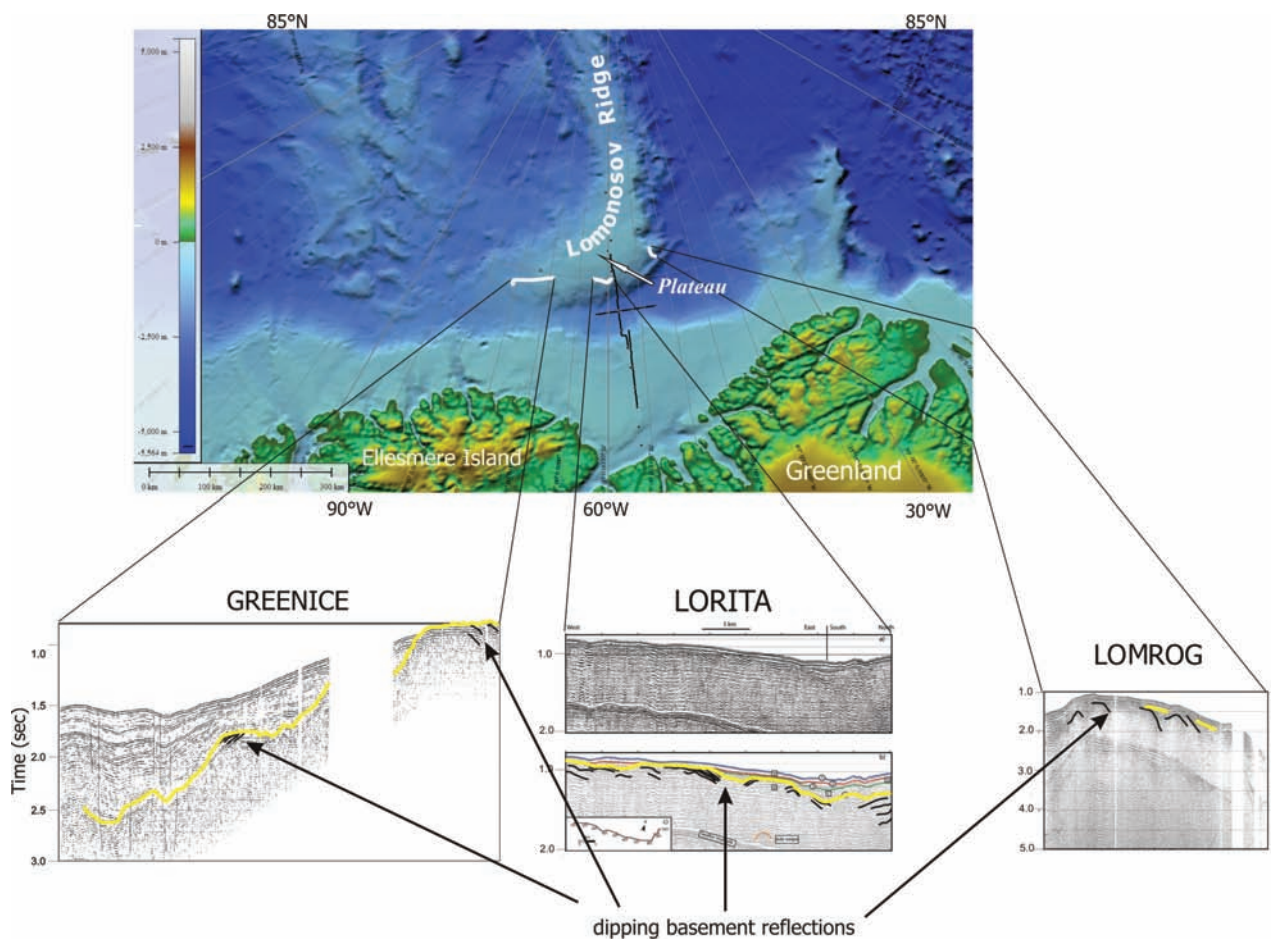 85°N
85°N
5,000 m.
2,500 m.
0 m.
-2,500 m.
-5,000 m.
-5,564 m.
Lomonosov Ridge
Plateau
Ellesmere Island
Greenland
0 km 100 km 200 km 300 km
90°W
60°W
30°W
GREENICE
LORITA
LOMROG
Time (sec)
1.0
1.5
2.0
2.5
3.0
West
East
South
North
1.0
2.0
1.0
2.0
1.0
2.0
3.0
4.0
5.0
dipping basement reflections